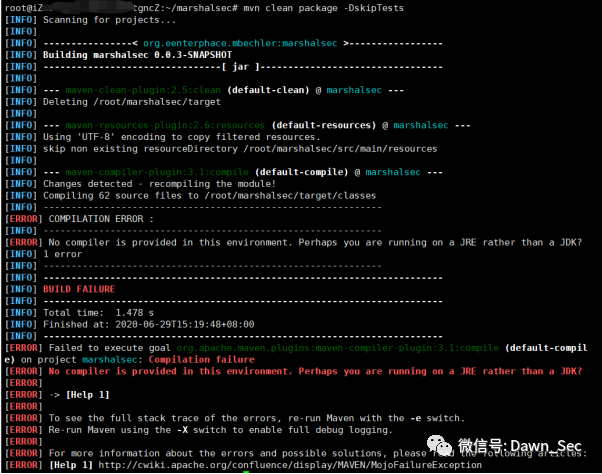 root@iZ tgncZ:~/marshalsec# mvn clean package -DskipTests
[INFO] Scanning for projects...
[INFO]
[INFO] ---------------< org.eenterphace.mbechler:marshalsec >----------------
[INFO] Building marshalsec 0.0.3-SNAPSHOT
[INFO] --------------------------------[ jar ]---------------------------------
[INFO]
[INFO] --- maven-clean-plugin:2.5:clean (default-clean) @ marshalsec ---
[INFO] Deleting /root/marshalsec/target
[INFO]
[INFO] --- maven-resources-plugin:2.6:resources (default-resources) @ marshalsec ---
[INFO] Using 'UTF-8' encoding to copy filtered resources.
[INFO] skip non existing resourceDirectory /root/marshalsec/src/main/resources
[INFO]
[INFO] --- maven-compiler-plugin:3.1:compile (default-compile) @ marshalsec ---
[INFO] Changes detected - recompiling the module!
[INFO] Compiling 62 source files to /root/marshalsec/target/classes
[INFO] -------------------------------------------------------------
[ERROR] COMPILATION ERROR :
[INFO] -------------------------------------------------------------
[ERROR] No compiler is provided in this environment. Perhaps you are running on a JRE rather than a JDK?
[INFO] 1 error
[INFO] -------------------------------------------------------------
[INFO] ------------------------------------------------------------------------
[INFO] BUILD FAILURE
[INFO] ------------------------------------------------------------------------
[INFO] Total time:  1.478 s
[INFO] Finished at: 2020-06-29T15:19:48+08:00
[INFO] ------------------------------------------------------------------------
[ERROR] Failed to execute goal org.apache.maven.plugins:maven-compiler-plugin:3.1:compile (default-compil
e) on project marshalsec: Compilation failure
[ERROR] No compiler is provided in this environment. Perhaps you are running on a JRE rather than a JDK?
[ERROR]
[ERROR] -> [Help 1]
[ERROR]
[ERROR] To see the full stack trace of the errors, re-run Maven with the -e switch.
[ERROR] Re-run Maven using the -X switch to enable full debug logging.
[ERROR]
[ERROR] For more information about the errors and possible solutions, please the following articles:
[ERROR] [Help 1] http://cwiki.apache.org/confluence/display/MAVEN/MojoFailureException
微信号: Dawn_Sec